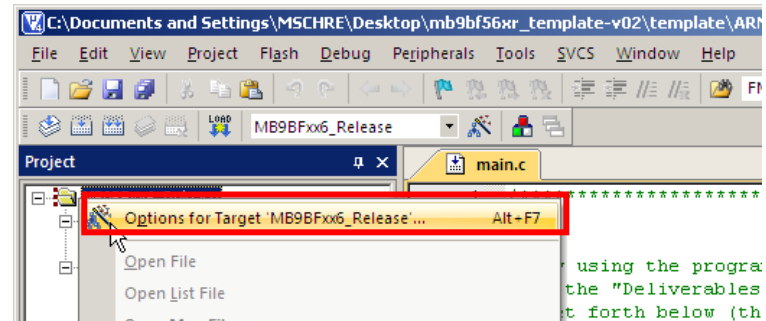 C:\Documents and Settings\MSCHRE\Desktop\mb9bf56xr_template-v02\template\ARM
File Edit View Project Flash Debug Peripherals Tools SVCS Window Help
LOAD MB9BFxx6_Release
Project main.c
Options for Target 'MB9BFxx6_Release'... Alt+F7
Open File using the program
Open List File the "Deliverables
forth below (th